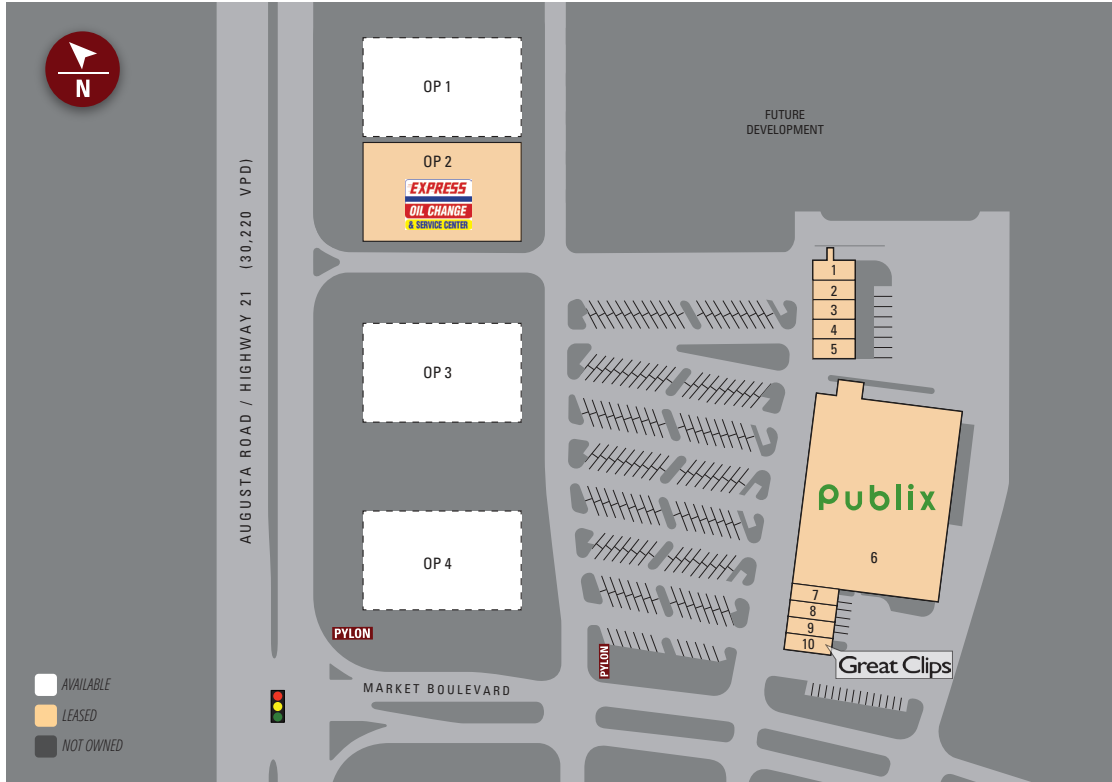 N
OP 1
FUTURE
DEVELOPMENT
OP 2
EXPRESS
OIL CHANGE
& SERVICE CENTER
AUGUSTA ROAD / HIGHWAY 21 (30,220 VPD)
1
2
3
4
5
OP 3
Publix
6
OP 4
7
8
9
10
Great Clips
PYLON
PYLON
MARKET BOULEVARD
AVAILABLE
LEASED
NOT OWNED